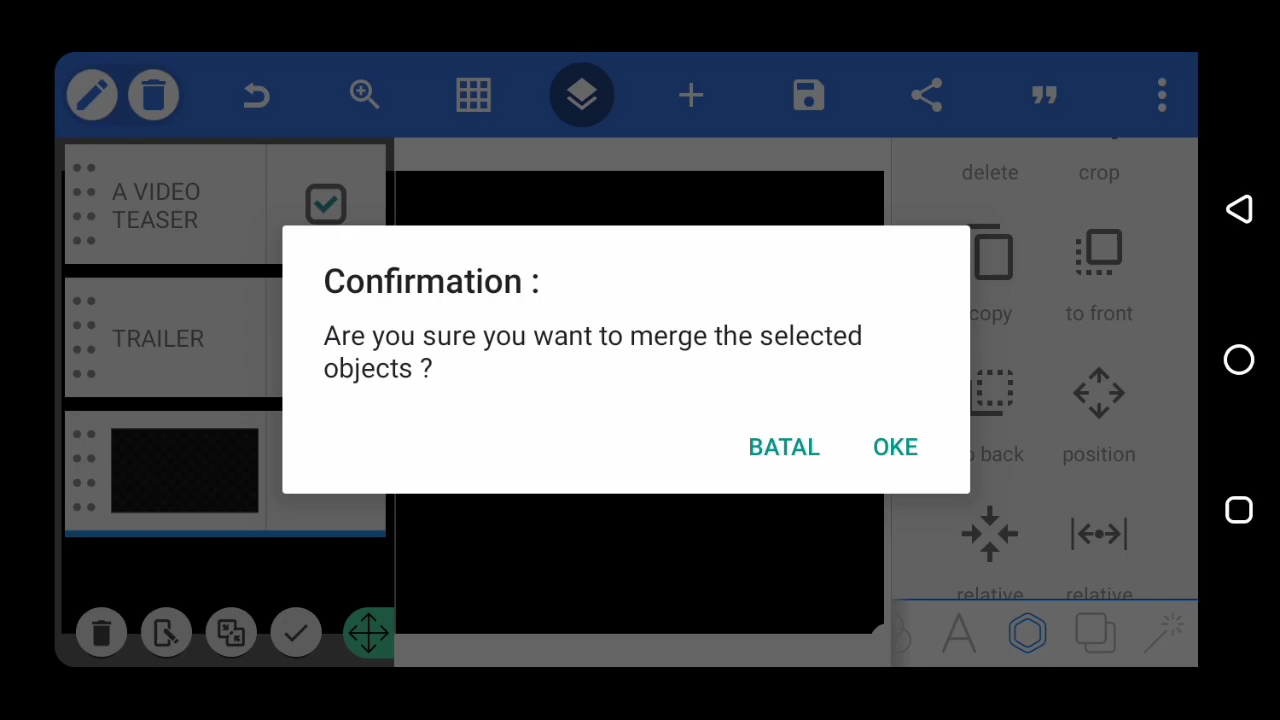 A VIDEO
TEASER
TRAILER
Confirmation :
Are you sure you want to merge the selected
objects ?
BATAL
OKE
delete
crop
copy
to front
back
position
relative
relative